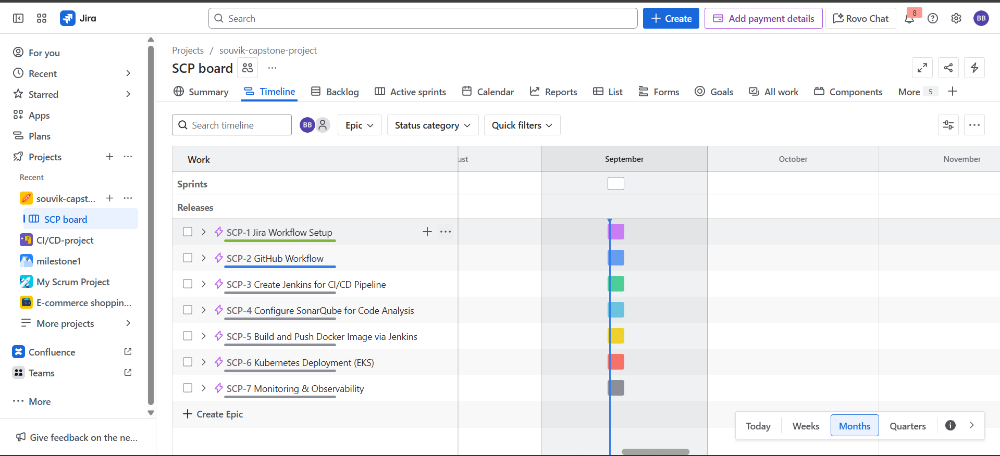 Jira
Search
Create
Add payment details
Rovo Chat
8
BB
For you
Recent
Starred
Apps
Plans
Projects
Recent
souvik-capst...
SCP board
CI/CD-project
milestone1
My Scrum Project
E-commerce shoppin...
More projects
Confluence
Teams
More
Give feedback on the ne...
Projects / souvik-capstone-project
SCP board
Summary
Timeline
Backlog
Active sprints
Calendar
Reports
List
Forms
Goals
All work
Components
More 5
Search timeline
BB
Epic
Status category
Quick filters
Work
ust
September
October
November
Sprints
Releases
SCP-1 Jira Workflow Setup
SCP-2 GitHub Workflow
SCP-3 Create Jenkins for CI/CD Pipeline
SCP-4 Configure SonarQube for Code Analysis
SCP-5 Build and Push Docker Image via Jenkins
SCP-6 Kubernetes Deployment (EKS)
SCP-7 Monitoring & Observability
Create Epic
Today
Weeks
Months
Quarters